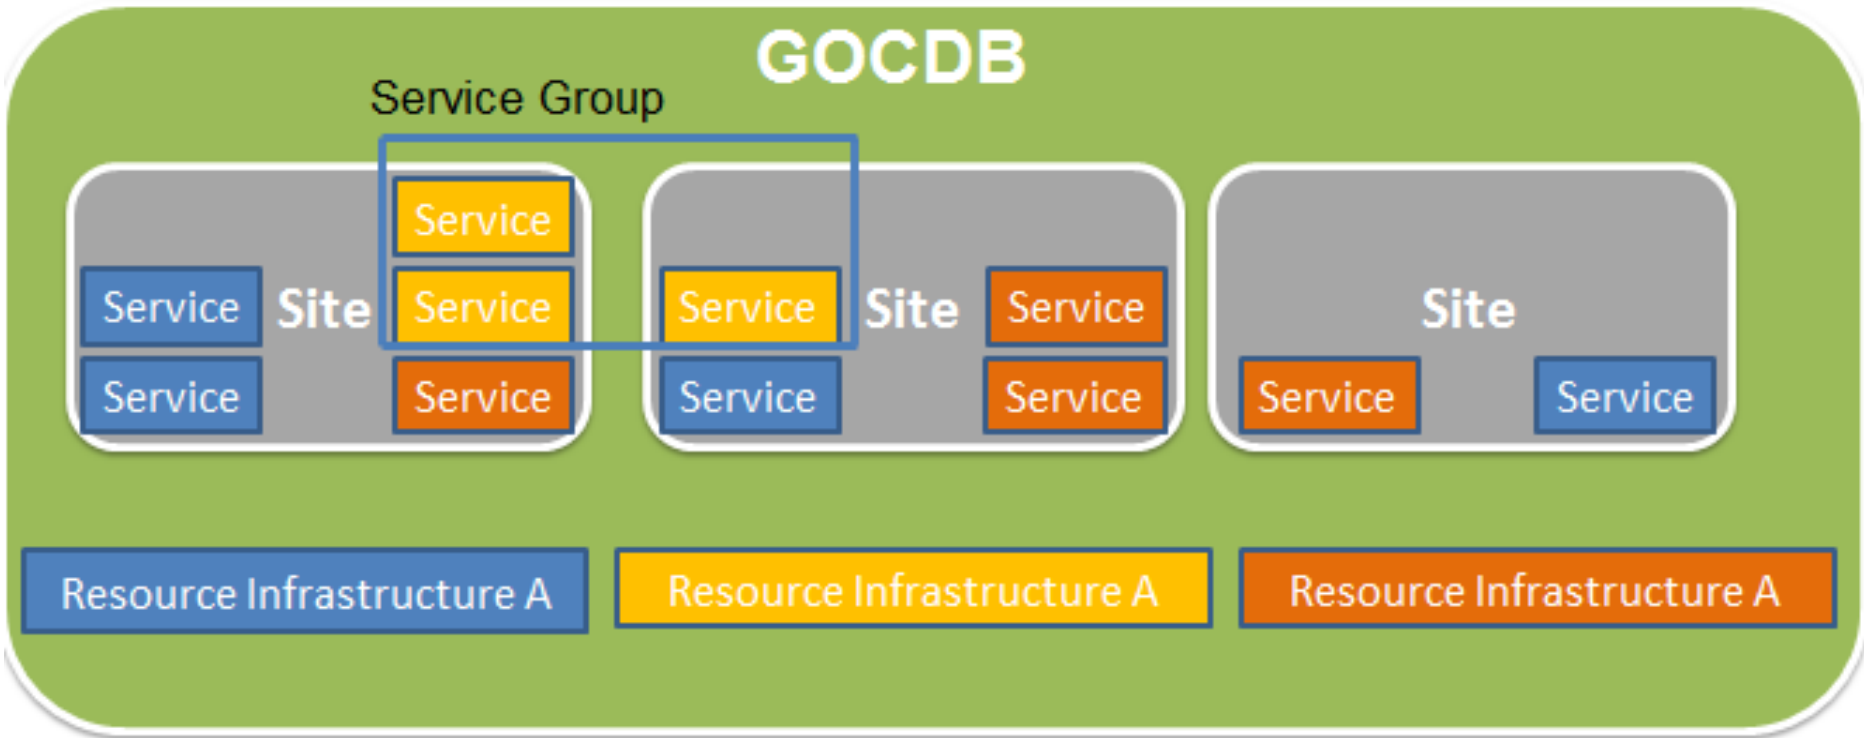 GOCDB
Service Group
Service
Service Site Service Service Site Service Site
Service Service Service Service Service Service
Resource Infrastructure A Resource Infrastructure A Resource Infrastructure A